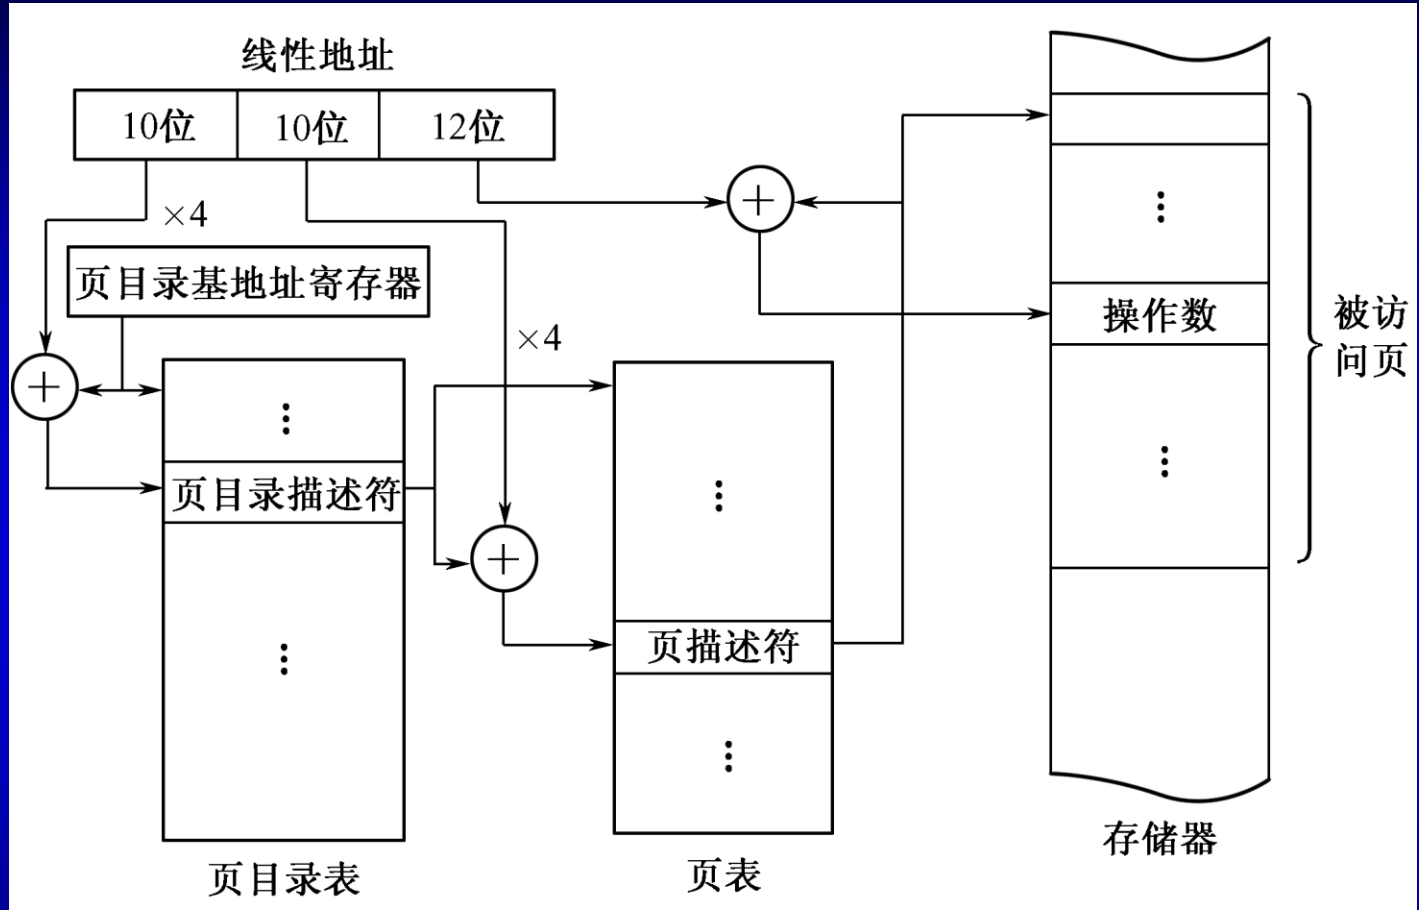 线性地址
10位
10位
12位
×4
页目录基地址寄存器
×4
操作数
被访
问页
页目录描述符
页描述符
存储器
页目录表
页表